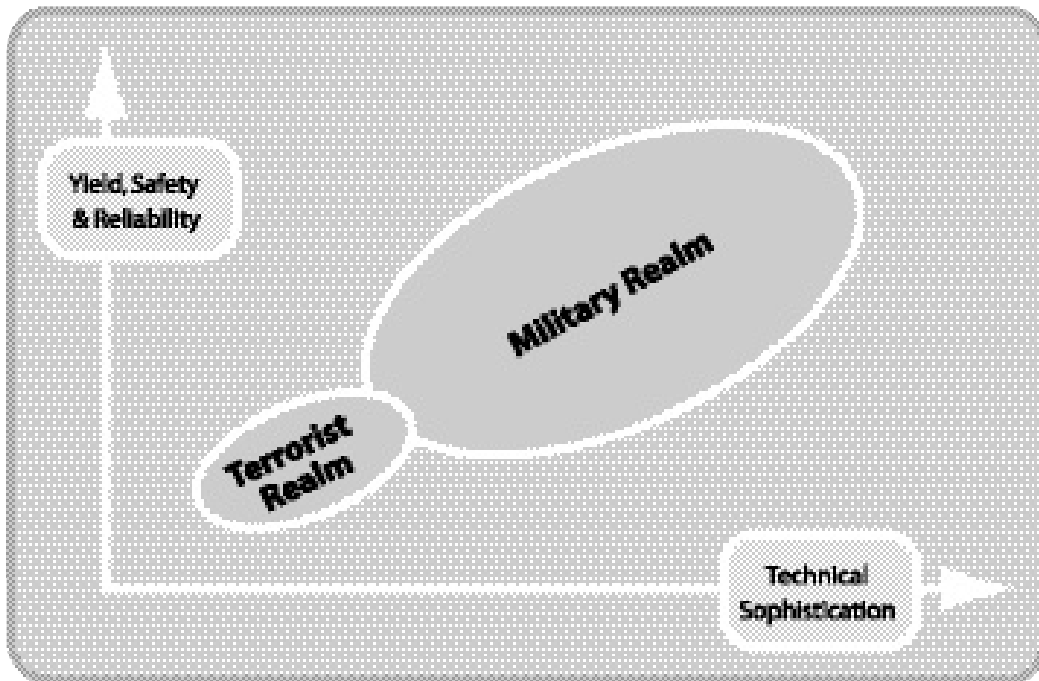 Yield, Safety
& Reliability
Military Realm
Terrorist
Realm
Technical
Sophistication